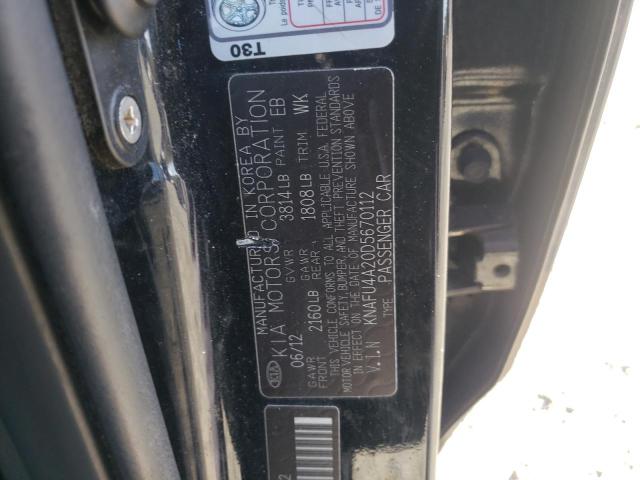 T30
MANUFACTURED IN KOREA BY
KIA MOTORS CORPORATION
06/12 GVWR 3814LB PAINT EB
GAWR FRONT 2160LB GAWR REAR 1808LB TRIM WK
THIS VEHICLE CONFORMS TO ALL APPLICABLE U.S.A. FEDERAL
MOTOR VEHICLE SAFETY, BUMPER, AND THEFT PREVENTION STANDARDS
IN EFFECT ON THE DATE OF MANUFACTURE SHOWN ABOVE
V.I.N KNAFU4A20D5670112
TYPE: PASSENGER CAR
KIA